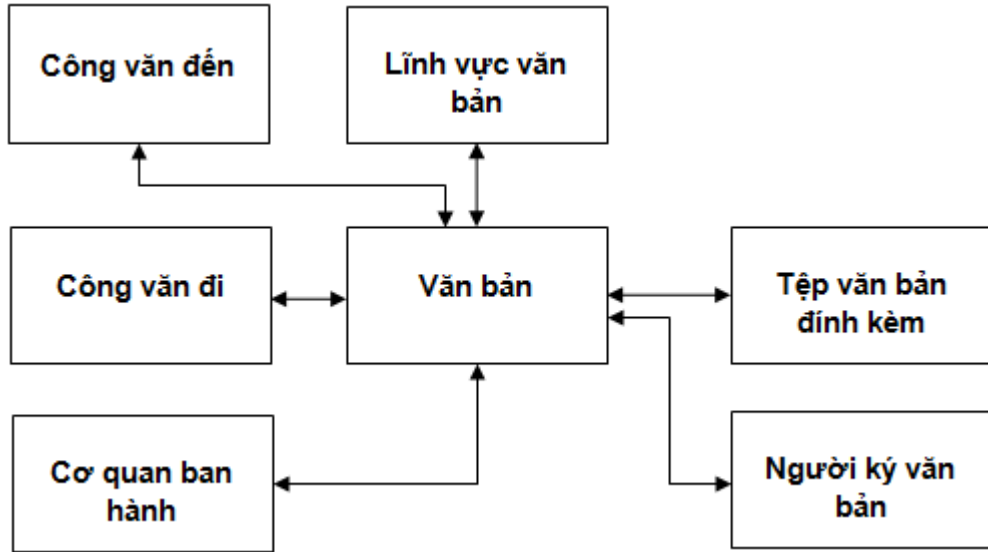 Công văn đến
Lĩnh vực văn
bản
Công văn đi
Văn bản
Tệp văn bản
đính kèm
Cơ quan ban
hành
Người ký văn
bản